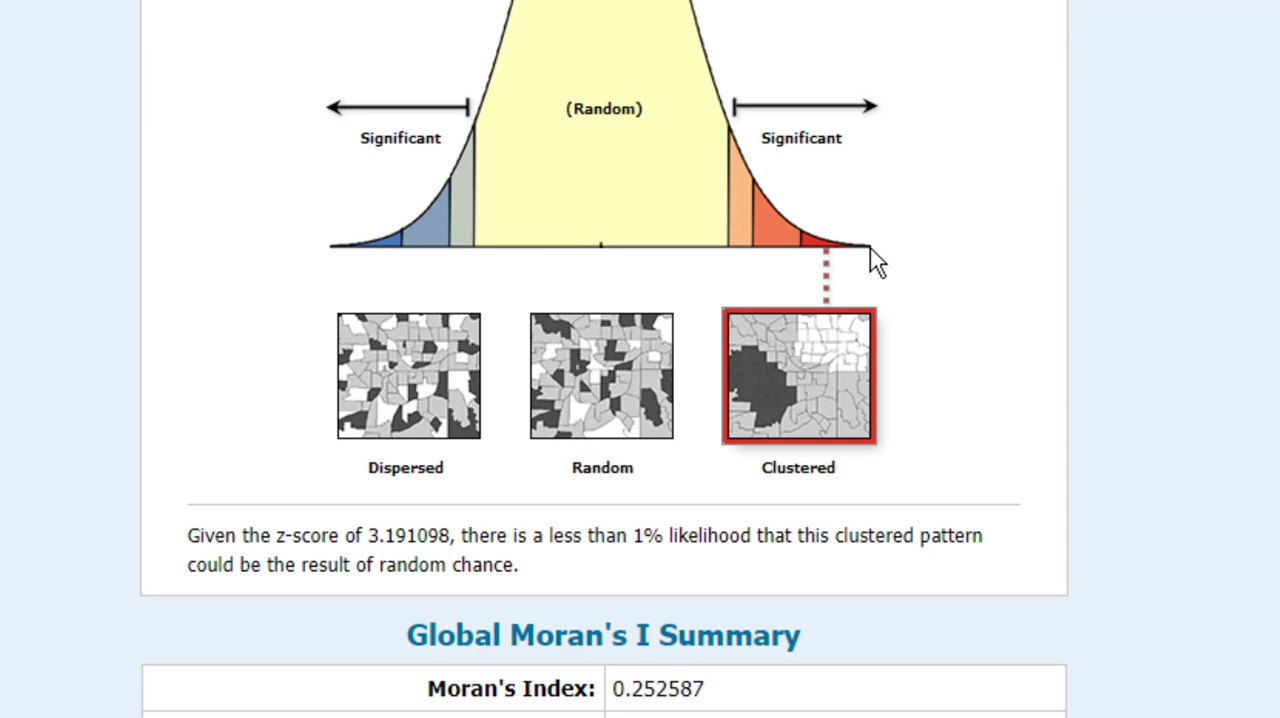 (Random)
Significant
Significant
Dispersed
Random
Clustered
Given the z-score of 3.191098, there is a less than 1% likelihood that this clustered pattern
could be the result of random chance.
Global Moran's I Summary
Moran's Index: 0.252587